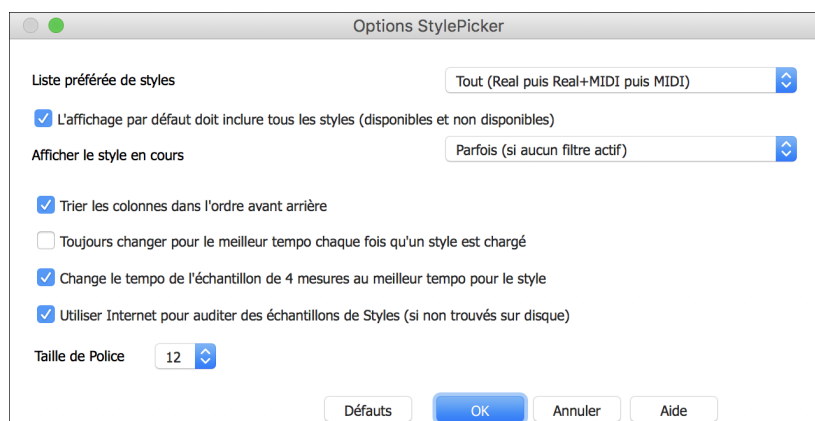 Options StylePicker
Liste préférée de styles
Tout (Real puis Real+MIDI puis MIDI)
L'affichage par défaut doit inclure tous les styles (disponibles et non disponibles)
Afficher le style en cours
Parfois (si aucun filtre actif)
Trier les colonnes dans l'ordre avant arrière
Toujours changer pour le meilleur tempo chaque fois qu'un style est chargé
Change le tempo de l'échantillon de 4 mesures au meilleur tempo pour le style
Utiliser Internet pour auditer des échantillons de Styles (si non trouvés sur disque)
Taille de Police 12
Défauts OK Annuler Aide